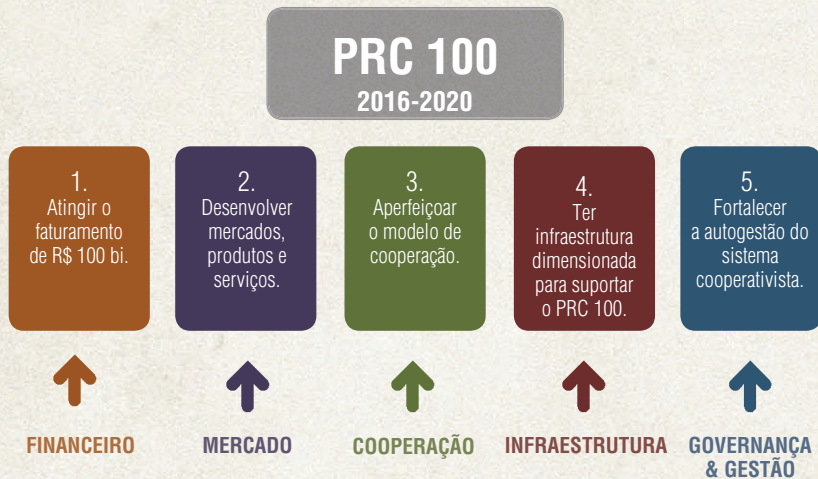 PRC 100
2016-2020
1.
Atingir o
faturamento
de R$ 100 bi.
2.
Desenvolver
mercados,
produtos e
serviços.
3.
Aperfeiçoar
o modelo de
cooperação.
4.
Ter
infraestrutura
dimensionada
para suportar
o PRC 100.
5.
Fortalecer
a autogestão do
sistema
cooperativista.
FINANCEIRO
MERCADO
COOPERAÇÃO
INFRAESTRUTURA
GOVERNANÇA
& GESTÃO